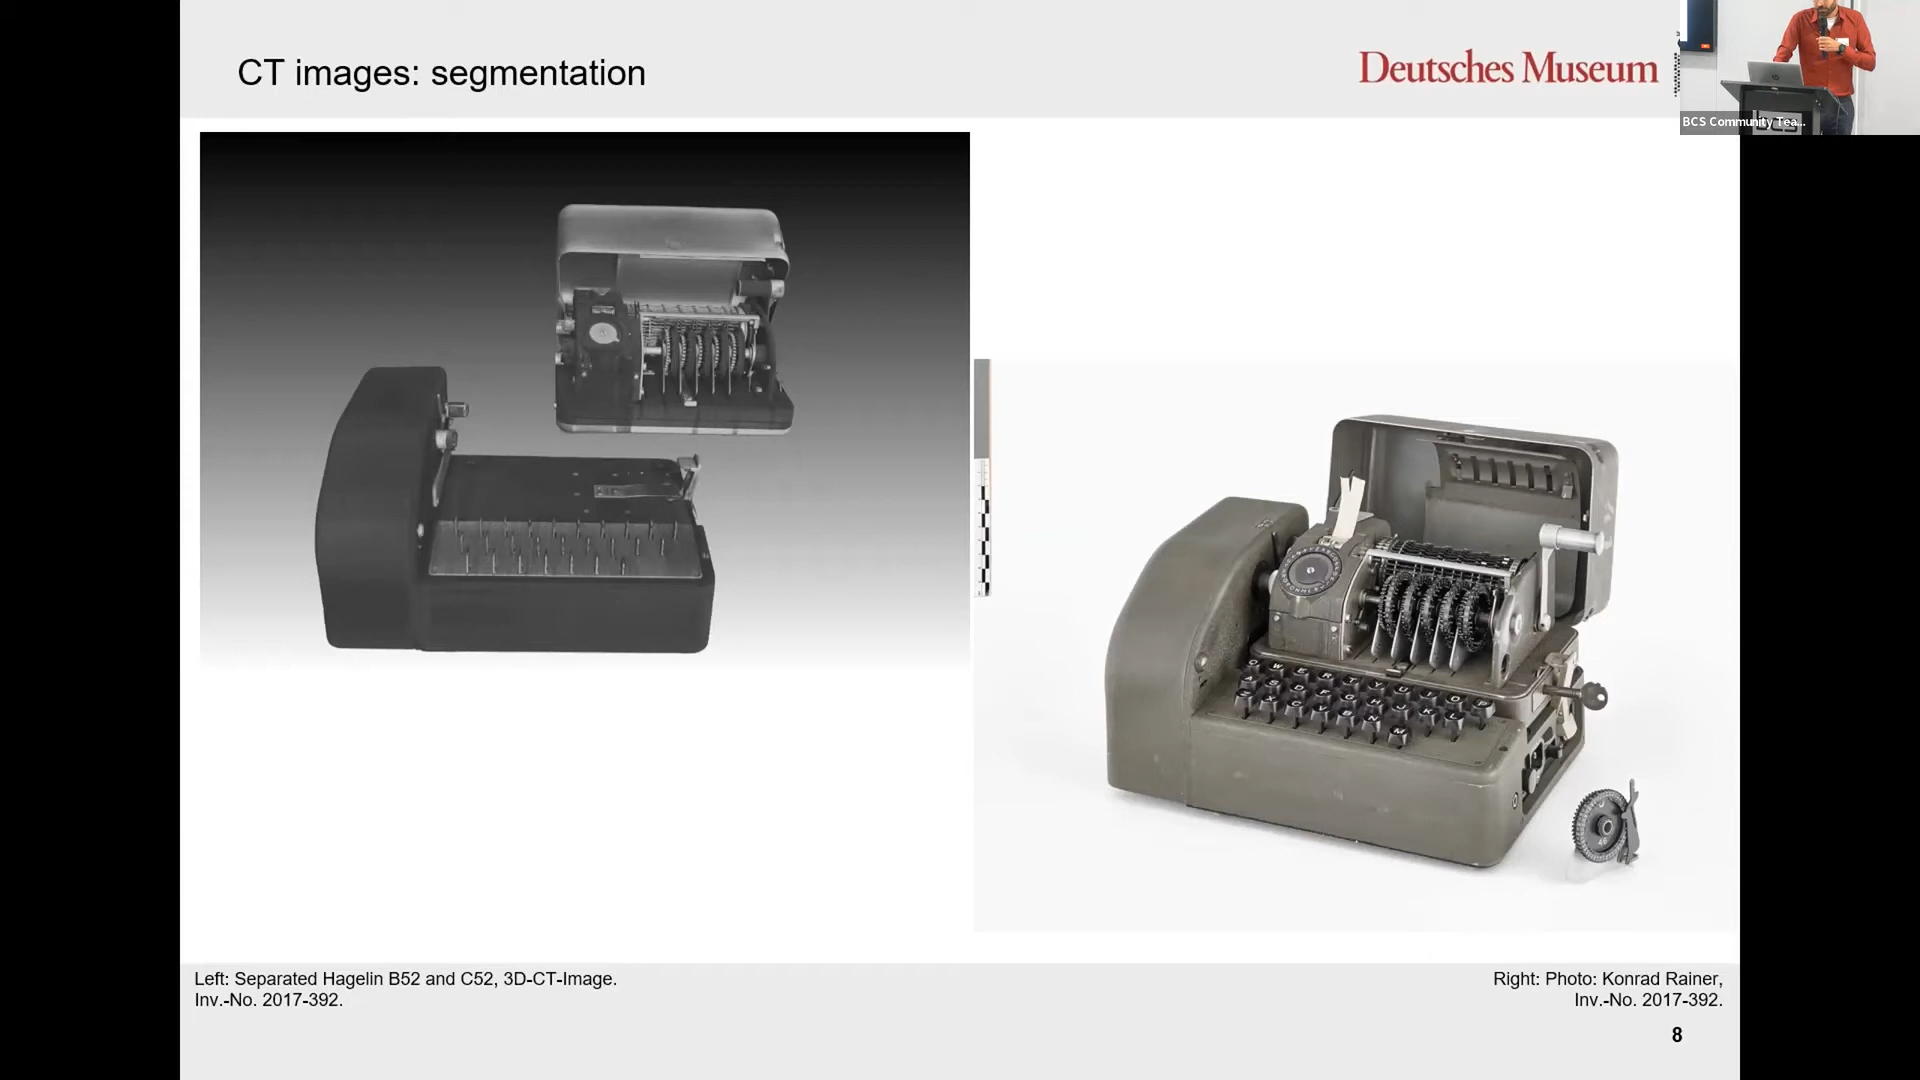 CT images: segmentation
Deutsches Museum
BCS Community Tea...
BCS
Q W E R T Y U I O P
A S D F G H J K L
Z X C V B N M
Left: Separated Hagelin B52 and C52, 3D-CT-Image.
Inv.-No. 2017-392.
Right: Photo: Konrad Rainer,
Inv.-No. 2017-392.
8